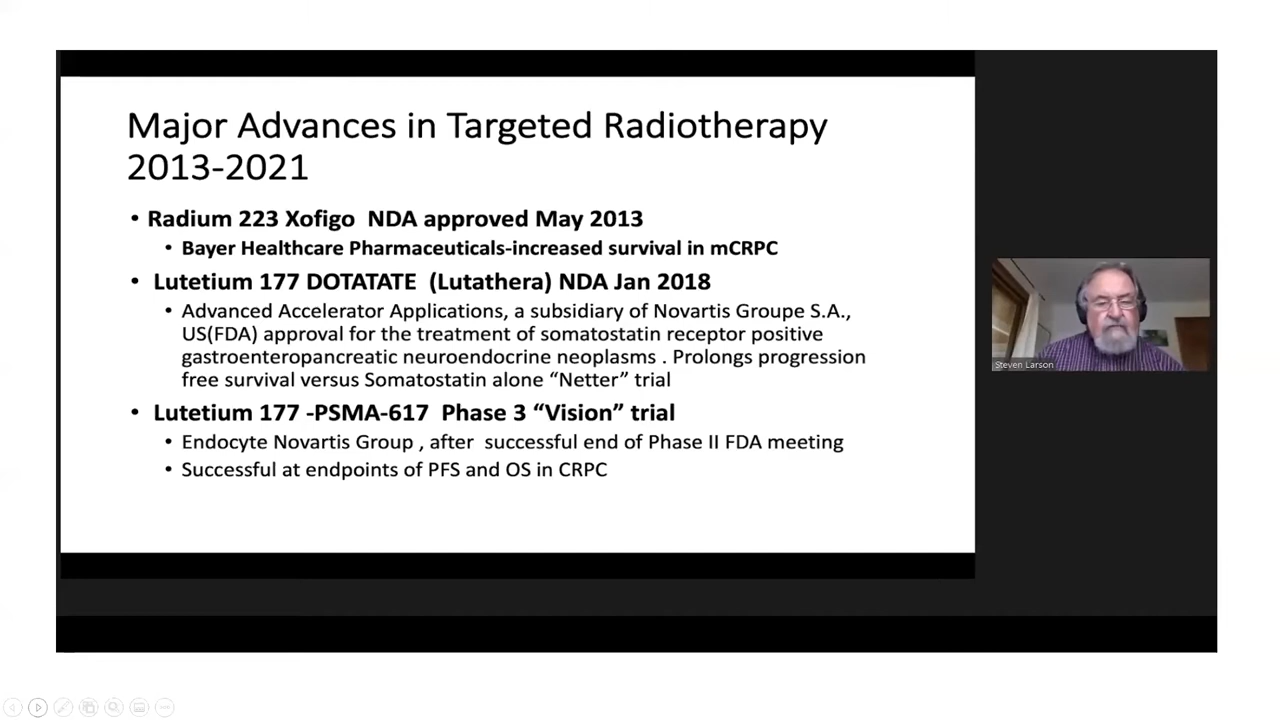 Major Advances in Targeted Radiotherapy
2013-2021
• Radium 223 Xofigo  NDA approved May 2013
• Bayer Healthcare Pharmaceuticals-increased survival in mCRPC
• Lutetium 177 DOTATATE  (Lutathera) NDA Jan 2018
• Advanced Accelerator Applications, a subsidiary of Novartis Groupe S.A.,
US(FDA) approval for the treatment of somatostatin receptor positive
gastroenteropancreatic neuroendocrine neoplasms . Prolongs progression
free survival versus Somatostatin alone “Netter” trial
• Lutetium 177 -PSMA-617  Phase 3 “Vision” trial
• Endocyte Novartis Group , after  successful end of Phase II FDA meeting
• Successful at endpoints of PFS and OS in CRPC
Steven Larson